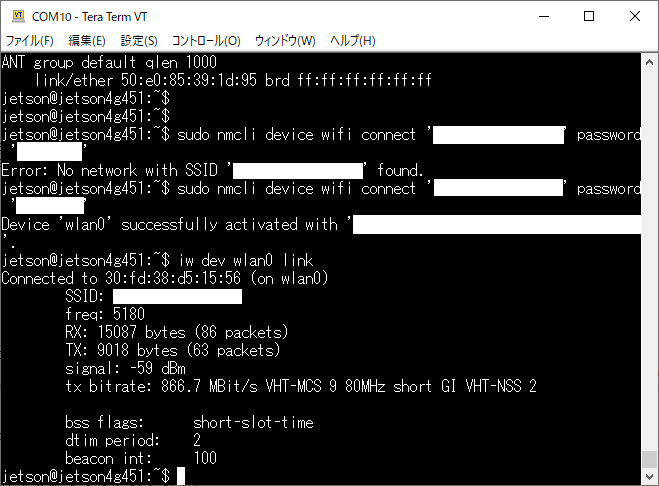 COM10 - Tera Term VT
ファイル(F) 編集(E) 設定(S) コントロール(O) ウィンドウ(W) ヘルプ(H)
ANT group default qlen 1000
link/ether 50:e0:85:39:1d:95 brd ff:ff:ff:ff:ff:ff
jetson@jetson4g451:~$
jetson@jetson4g451:~$
jetson@jetson4g451:~$ sudo nmcli device wifi connect ' ' password
' '
Error: No network with SSID ' ' found.
jetson@jetson4g451:~$ sudo nmcli device wifi connect ' ' password
' '
Device 'wlan0' successfully activated with '
'.
jetson@jetson4g451:~$ iw dev wlan0 link
Connected to 30:fd:38:d5:15:56 (on wlan0)
SSID:
freq: 5180
RX: 15087 bytes (86 packets)
TX: 9018 bytes (63 packets)
signal: -59 dBm
tx bitrate: 866.7 MBit/s VHT-MCS 9 80MHz short GI VHT-NSS 2
bss flags: short-slot-time
dtim period: 2
beacon int: 100
jetson@jetson4g451:~$